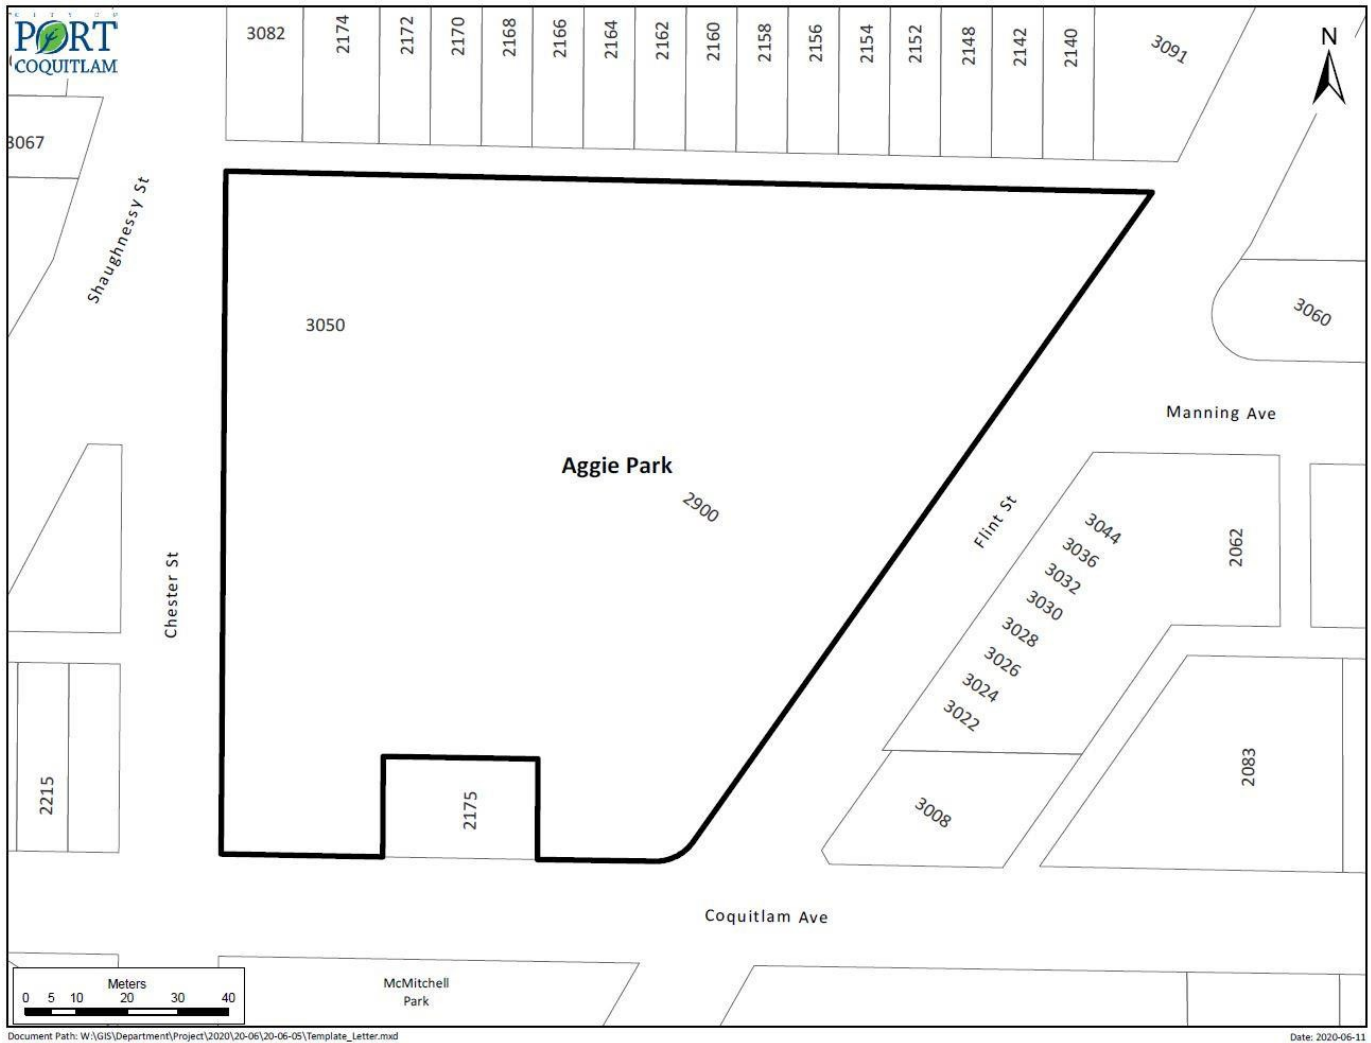 CITY OF
PORT
COQUITLAM
3082
2174
2172
2170
2168
2166
2164
2162
2160
2158
2156
2154
2152
2148
2142
2140
3091
N
3067
Shaughnessy St
3050
3060
Manning Ave
Aggie Park
2900
Flint St
3044
3036
3032
3030
3028
3026
3024
3022
2062
Chester St
2215
2175
3008
2083
Coquitlam Ave
McMitchell
Park
Meters
0 5 10 20 30 40
Document Path: W:\GIS\Department\Project\2020\20-06\20-06-05\Template_Letter.mxd
Date: 2020-06-11